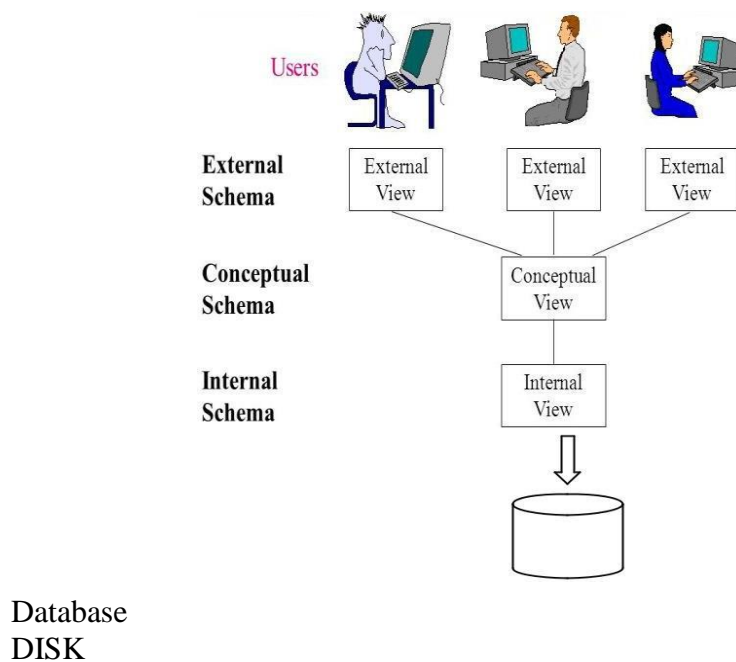 Users
External
Schema
External
View
External
View
External
View
Conceptual
Schema
Conceptual
View
Internal
Schema
Internal
View
Database
DISK